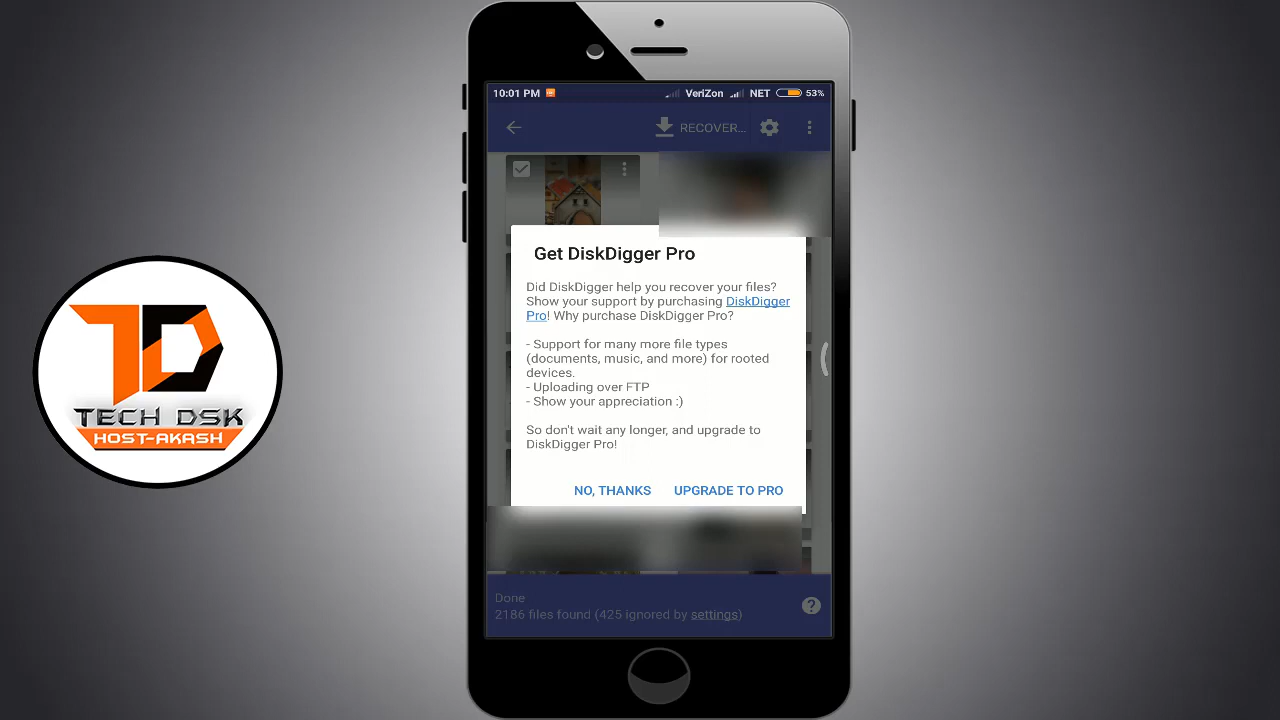 10:01 PM
VeriZon
NET
53%
RECOVER...
Get DiskDigger Pro
Did DiskDigger help you recover your files?
Show your support by purchasing DiskDigger
Pro! Why purchase DiskDigger Pro?
- Support for many more file types
(documents, music, and more) for rooted
devices.
- Uploading over FTP
- Show your appreciation :)
So don't wait any longer, and upgrade to
DiskDigger Pro!
NO, THANKS
UPGRADE TO PRO
Done
2186 files found (425 ignored by settings)
?
TD
TECH DSK
HOST-AKASH